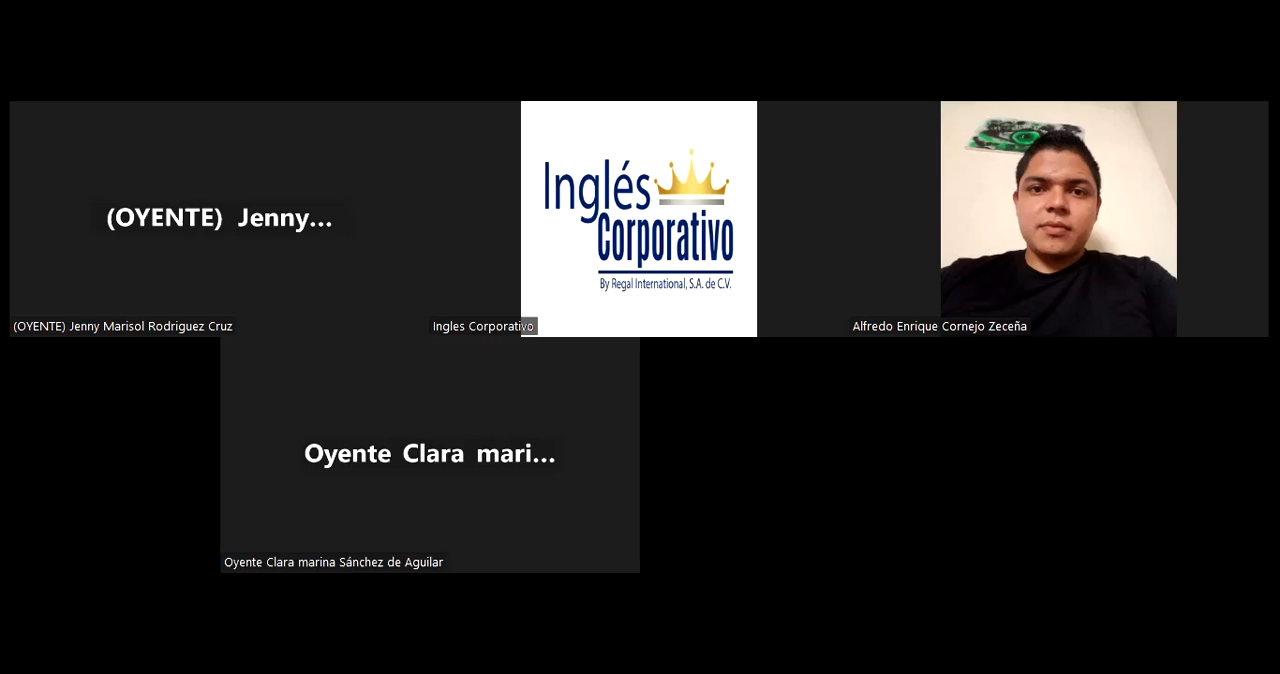 (OYENTE) Jenny...
(OYENTE) Jenny Marisol Rodriguez Cruz
Inglés
Corporativo
By Regal International, S.A. de C.V.
Ingles Corporativo
Alfredo Enrique Cornejo Zeceña
Oyente Clara mari...
Oyente Clara marina Sánchez de Aguilar